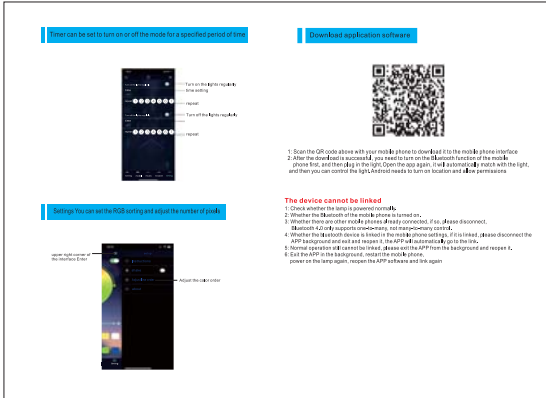 Timer can be set to turn on or off the mode for a specified period of time
Turn on the lights regularly
time setting
repeat
Turn off the lights regularly
repeat
Settings You can set the RGB sorting and adjust the number of pixels
upper right corner of
the interface Enter
Adjust the color order
Download application software
1: Scan the QR code above with your mobile phone to download it to the mobile phone interface
2: After the download is successful, you need to turn on the Bluetooth function of the mobile
phone first, and then plug in the light. Open the app again, it will automatically match with the light,
and then you can control the light. Android needs to turn on location and allow permissions
The device cannot be linked
1: Check whether the lamp is powered normally.
2: Whether the Bluetooth of the mobile phone is turned on.
3: Whether there are other mobile phones already connected, if so, please disconnect.
Bluetooth 4.0 only supports one-to-many, not many-to-many control.
4: Whether the bluetooth device is linked in the mobile phone settings, if it is linked, please disconnect the
APP background and exit and reopen it, the APP will automatically go to the link.
5: Normal operation still cannot be linked, please exit the APP from the background and reopen it.
6: Exit the APP in the background, restart the mobile phone,
power on the lamp again, reopen the APP software and link again